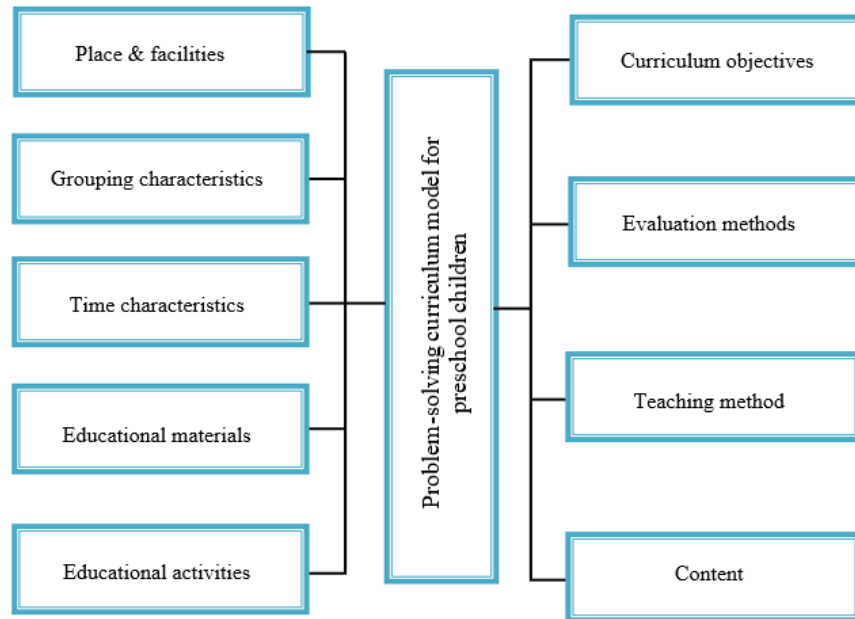 Place & facilities
Grouping characteristics
Time characteristics
Educational materials
Educational activities
Problem-solving curriculum model for
preschool children
Curriculum objectives
Evaluation methods
Teaching method
Content